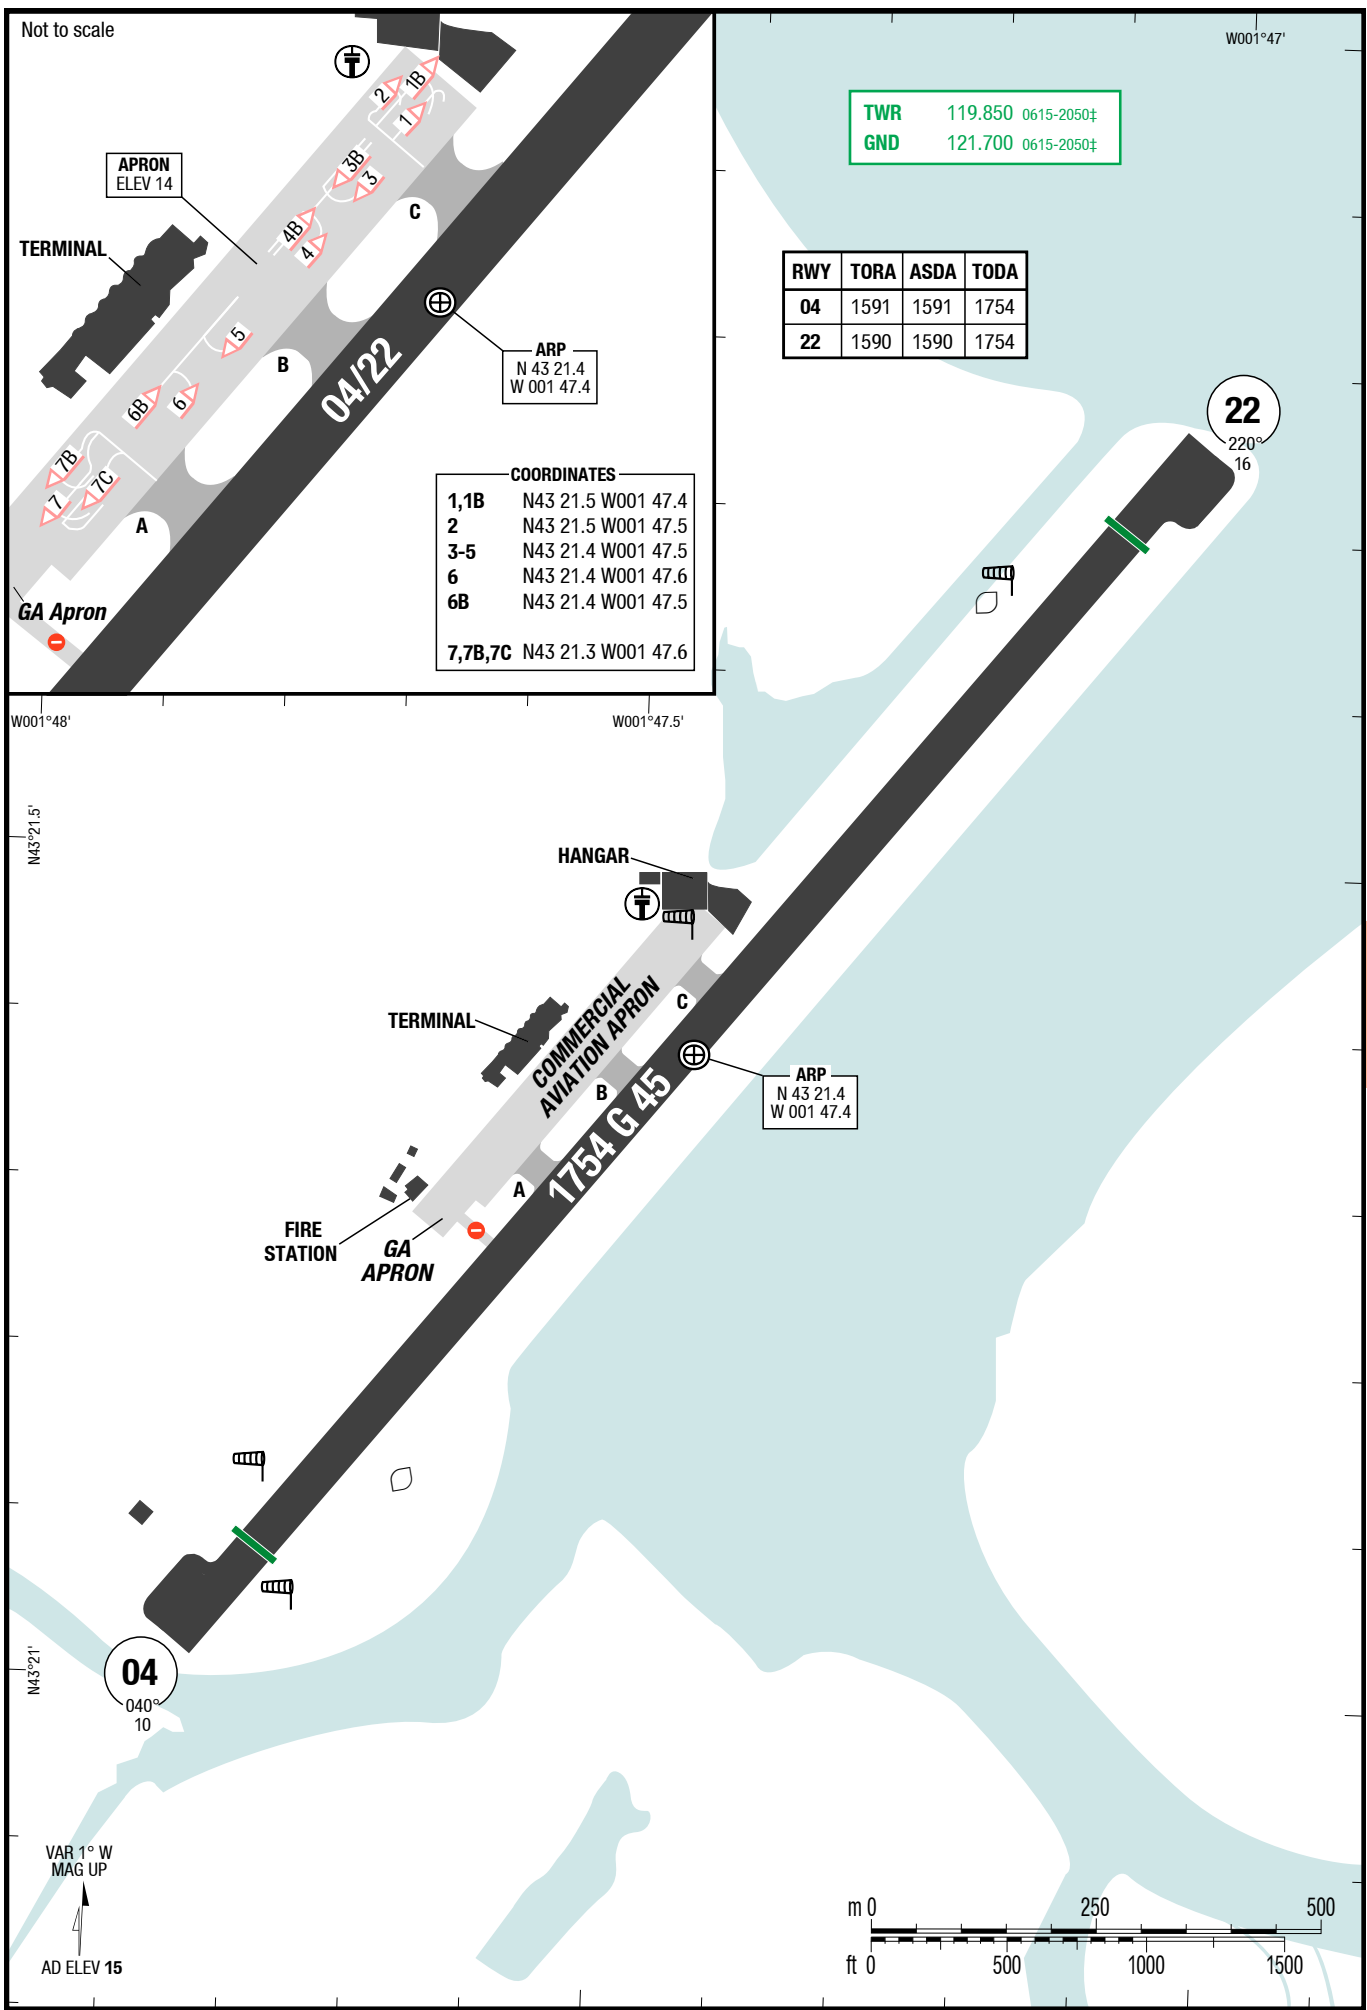 Not to scale
W001°47'
TWR 119.850 0615-2050‡
GND 121.700 0615-2050‡
RWY TORA ASDA TODA
04 1591 1591 1754
22 1590 1590 1754
APRON
ELEV 14
TERMINAL
2
1B
1
3B
3
4B
4
5
6B
6
7B
7C
7
C
B
A
04/22
ARP
N 43 21.4
W 001 47.4
COORDINATES
1,1B N43 21.5 W001 47.4
2 N43 21.5 W001 47.5
3-5 N43 21.4 W001 47.5
6 N43 21.4 W001 47.6
6B N43 21.4 W001 47.5
7,7B,7C N43 21.3 W001 47.6
GA Apron
22
220°
16
W001°48'
W001°47.5'
N43°21.5'
HANGAR
TERMINAL
COMMERCIAL
AVIATION APRON
C
B
A
1754 G 45
ARP
N 43 21.4
W 001 47.4
FIRE
STATION
GA
APRON
N43°21'
04
040°
10
VAR 1° W
MAG UP
AD ELEV 15
m 0 250 500
ft 0 500 1000 1500